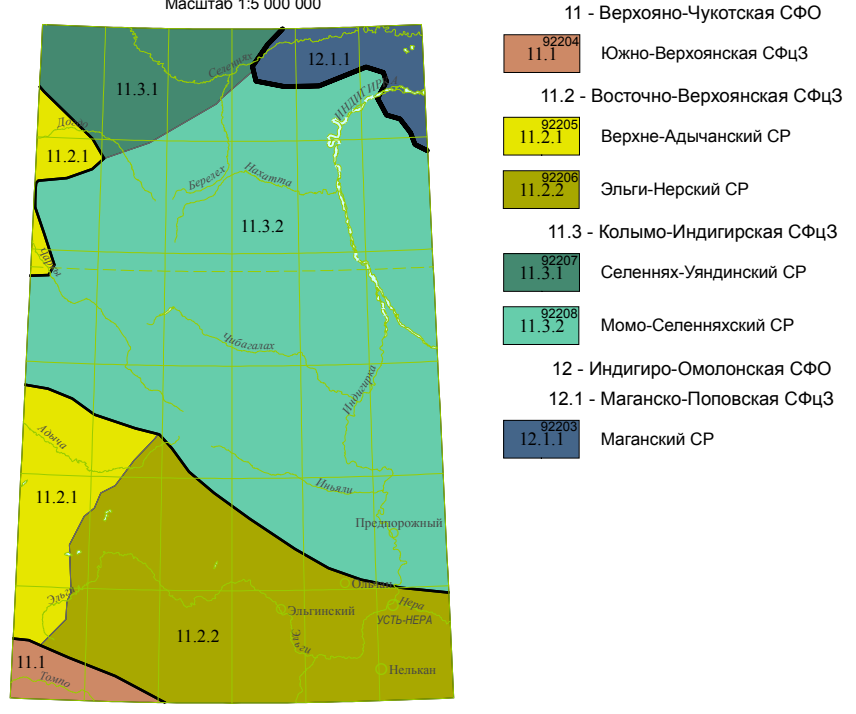 Масштаб 1:5 000 000
Селеннях
12.1.1
11.3.1
ИНДИГИРКА
Догдо
11.2.1
Берелех
Нахатта
11.3.2
Чаркы
Чибагалах
Индигирка
Адыча
11.2.1
Иньяли
Предпорожный
Ольчан
Эльги
Эльгинский
Нера
УСТЬ-НЕРА
11.2.2
Эльги
11.1
Томпо
Нелькан
11 - Верхояно-Чукотская СФО
92204
11.1 Южно-Верхоянская СФцЗ
11.2 - Восточно-Верхоянская СФцЗ
92205
11.2.1 Верхне-Адычанский СР
92206
11.2.2 Эльги-Нерский СР
11.3 - Колымо-Индигирская СФцЗ
92207
11.3.1 Селеннях-Уяндинский СР
92208
11.3.2 Момо-Селенняхский СР
12 - Индигиро-Омолонская СФО
12.1 - Маганско-Поповская СФцЗ
92203
12.1.1 Маганский СР